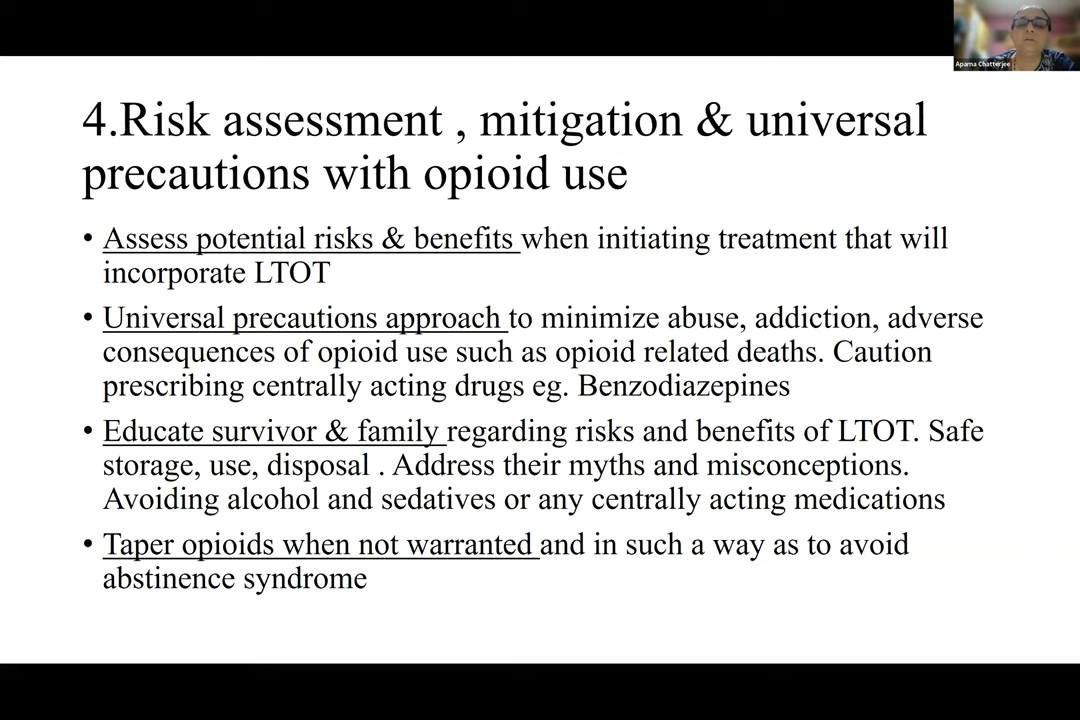 Aparna Chatterjee
4.Risk assessment , mitigation & universal
precautions with opioid use
• Assess potential risks & benefits when initiating treatment that will
incorporate LTOT
• Universal precautions approach to minimize abuse, addiction, adverse
consequences of opioid use such as opioid related deaths. Caution
prescribing centrally acting drugs eg. Benzodiazepines
• Educate survivor & family regarding risks and benefits of LTOT. Safe
storage, use, disposal . Address their myths and misconceptions.
Avoiding alcohol and sedatives or any centrally acting medications
• Taper opioids when not warranted and in such a way as to avoid
abstinence syndrome